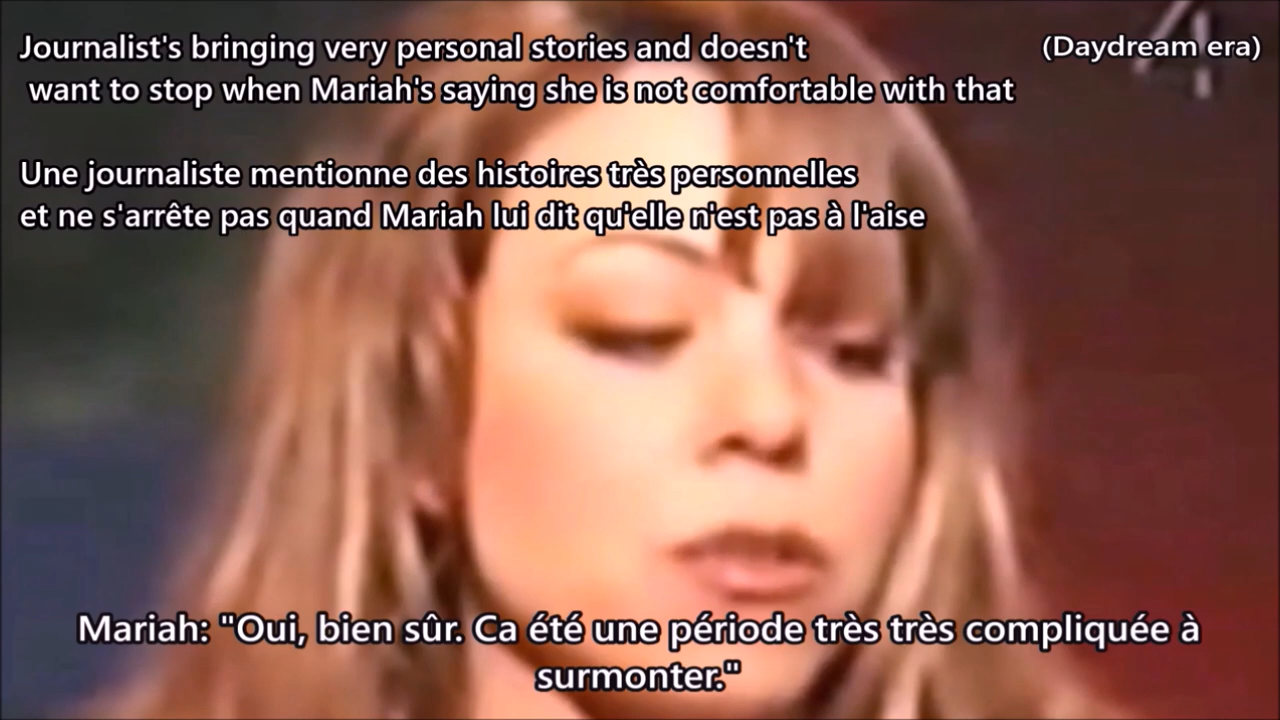 Journalist's bringing very personal stories and doesn't
(Daydream era)
want to stop when Mariah's saying she is not comfortable with that
Une journaliste mentionne des histoires très personnelles
et ne s'arrête pas quand Mariah lui dit qu'elle n'est pas à l'aise
4
Mariah: "Oui, bien sûr. Ca été une période très très compliquée à
surmonter."